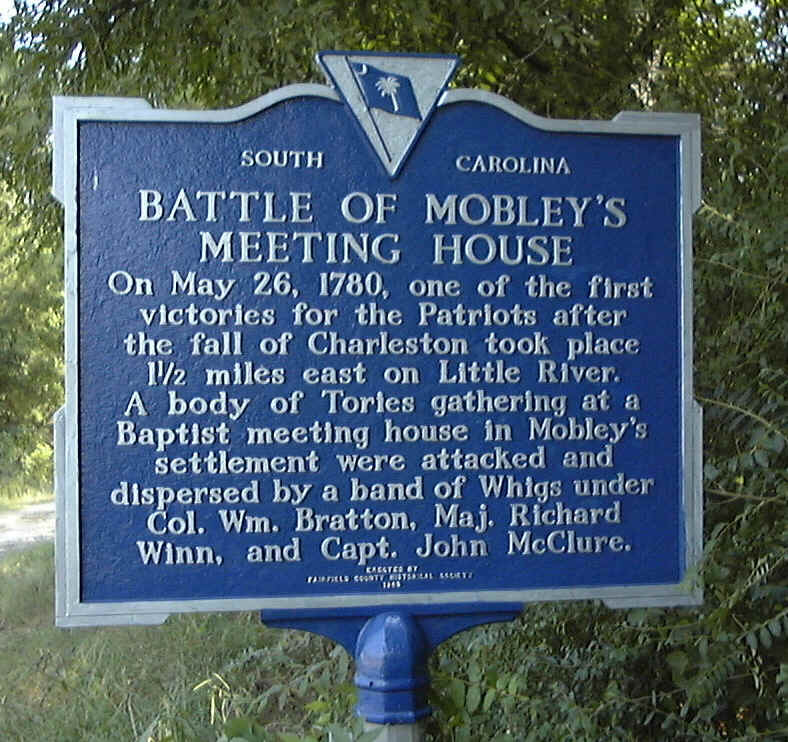 SOUTH CAROLINA
BATTLE OF MOBLEY'S
MEETING HOUSE
On May 26, 1780, one of the first
victories for the Patriots after
the fall of Charleston took place
1½ miles east on Little River.
A body of Tories gathering at a
Baptist meeting house in Mobley's
settlement were attacked and
dispersed by a band of Whigs under
Col. Wm. Bratton, Maj. Richard
Winn, and Capt. John McClure.
ERECTED BY
FAIRFIELD COUNTY HISTORICAL SOCIETY